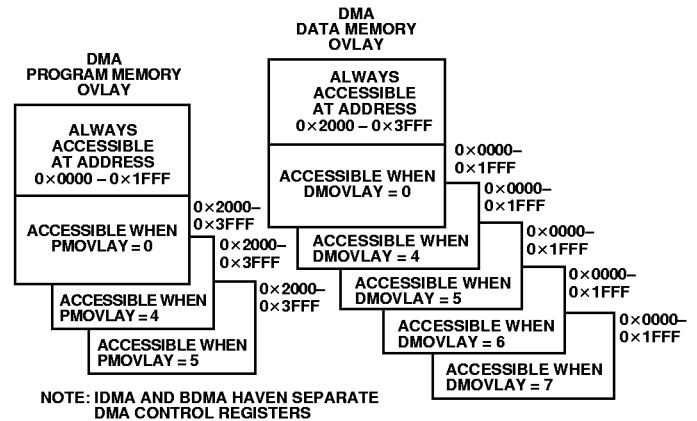 DMA
PROGRAM MEMORY
OVLAY
ALWAYS
ACCESSIBLE
AT ADDRESS
0×0000 – 0×1FFF
ACCESSIBLE WHEN
PMOVLAY = 0
0×2000–
0×3FFF
ACCESSIBLE WHEN
PMOVLAY = 4
0×2000–
0×3FFF
ACCESSIBLE WHEN
PMOVLAY = 5
0×2000–
0×3FFF
DMA
DATA MEMORY
OVLAY
ALWAYS
ACCESSIBLE
AT ADDRESS
0×2000 – 0×3FFF
ACCESSIBLE WHEN
DMOVLAY = 0
0×0000–
0×1FFF
ACCESSIBLE WHEN
DMOVLAY = 4
0×0000–
0×1FFF
ACCESSIBLE WHEN
DMOVLAY = 5
0×0000–
0×1FFF
ACCESSIBLE WHEN
DMOVLAY = 6
0×0000–
0×1FFF
ACCESSIBLE WHEN
DMOVLAY = 7
0×0000–
0×1FFF
NOTE: IDMA AND BDMA HAVEN SEPARATE
DMA CONTROL REGISTERS